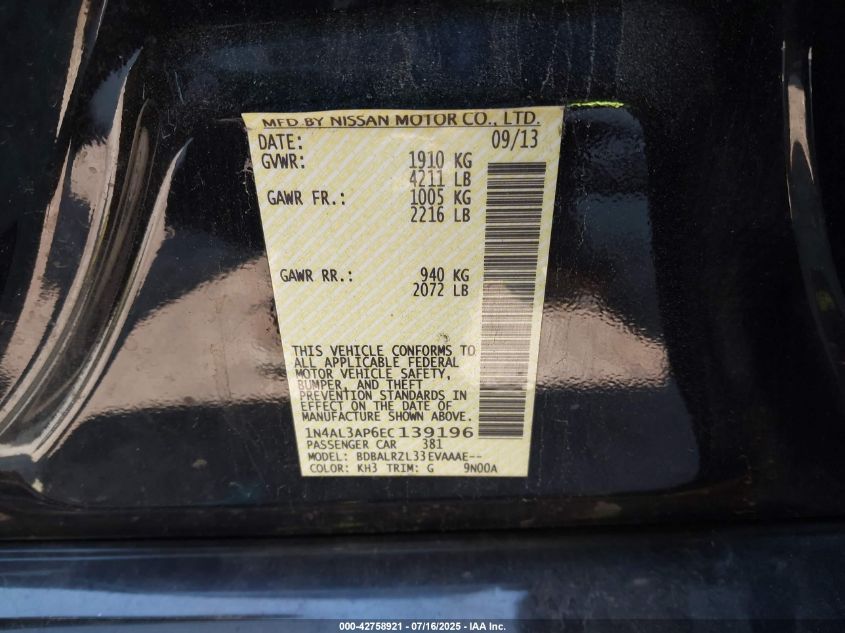 MFD.BY NISSAN MOTOR CO., LTD.
DATE: 09/13
GVWR: 1910 KG
4211 LB
GAWR FR.: 1005 KG
2216 LB
GAWR RR.: 940 KG
2072 LB
THIS VEHICLE CONFORMS TO
ALL APPLICABLE FEDERAL
MOTOR VEHICLE SAFETY,
BUMPER, AND THEFT
PREVENTION STANDARDS IN
EFFECT ON THE DATE OF
MANUFACTURE SHOWN ABOVE.
1N4AL3AP6EC139196
PASSENGER CAR 381
MODEL: BDBALRZL33EVAAAE--
COLOR: KH3 TRIM: G 9N00A
000-42758921 - 07/16/2025 - IAA Inc.